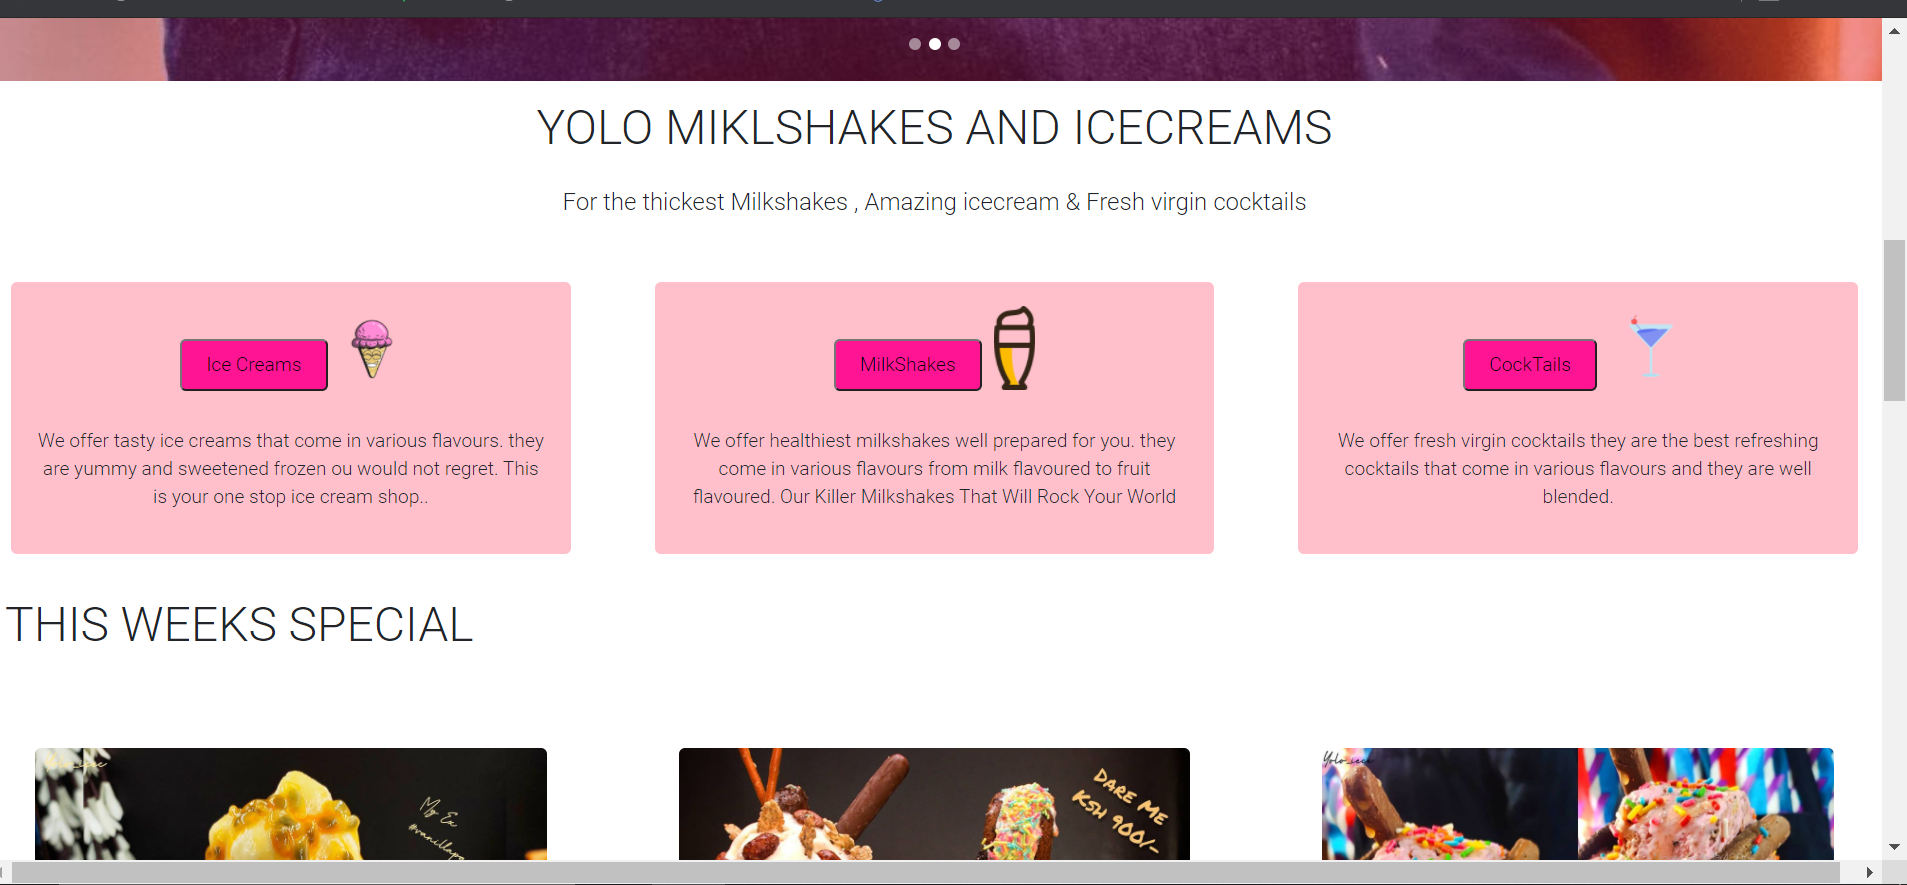 YOLO MIKLSHAKES AND ICECREAMS
For the thickest Milkshakes , Amazing icecream & Fresh virgin cocktails
Ice Creams
We offer tasty ice creams that come in various flavours. they
are yummy and sweetened frozen ou would not regret. This
is your one stop ice cream shop..
MilkShakes
We offer healthiest milkshakes well prepared for you. they
come in various flavours from milk flavoured to fruit
flavoured. Our Killer Milkshakes That Will Rock Your World
CockTails
We offer fresh virgin cocktails they are the best refreshing
cocktails that come in various flavours and they are well
blended.
THIS WEEKS SPECIAL
My Ex
DARE ME
KSH 900/-